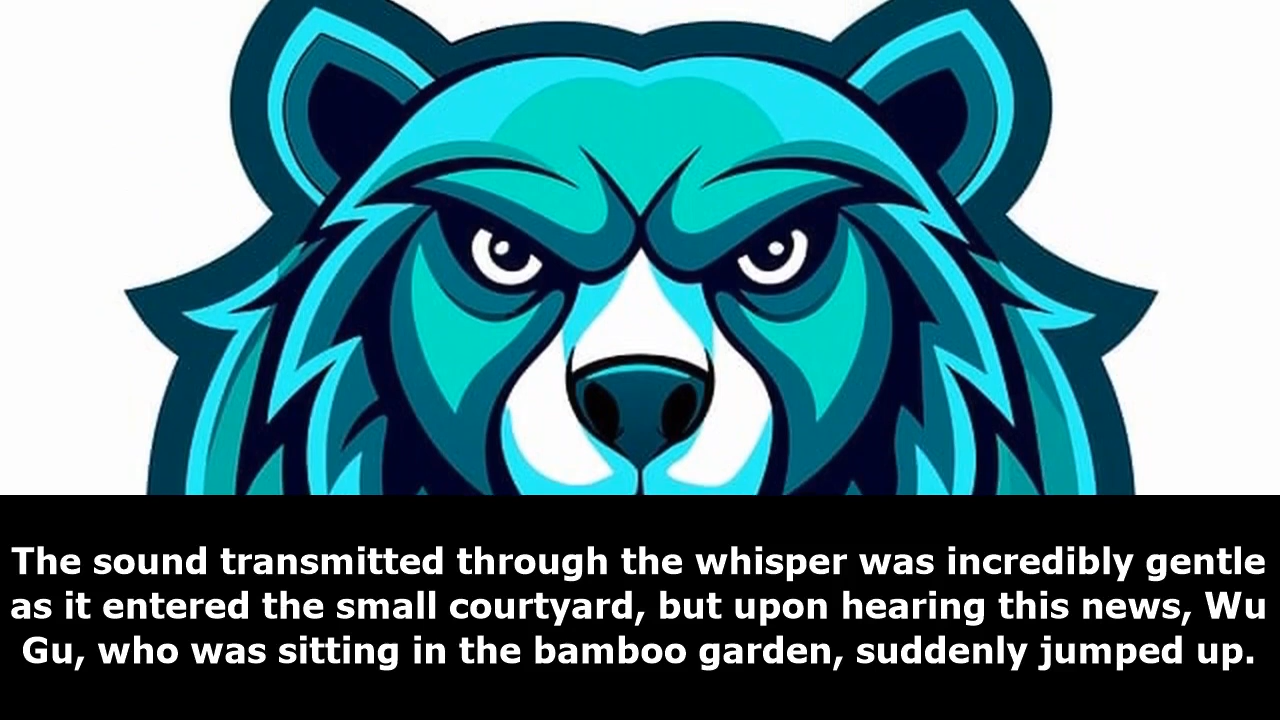 The sound transmitted through the whisper was incredibly gentle
as it entered the small courtyard, but upon hearing this news, Wu
Gu, who was sitting in the bamboo garden, suddenly jumped up.